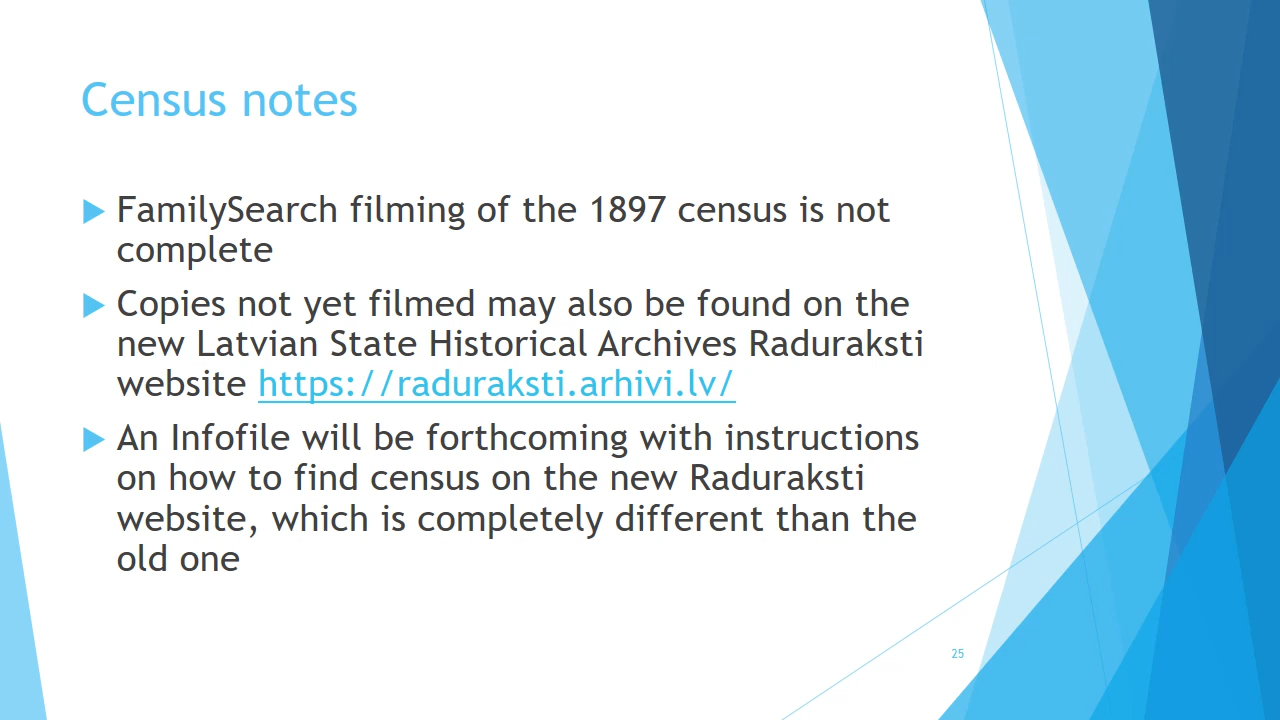 Census notes
FamilySearch filming of the 1897 census is not
complete
Copies not yet filmed may also be found on the
new Latvian State Historical Archives Raduraksti
website https://raduraksti.arhivi.lv/
An Infofile will be forthcoming with instructions
on how to find census on the new Raduraksti
website, which is completely different than the
old one
25